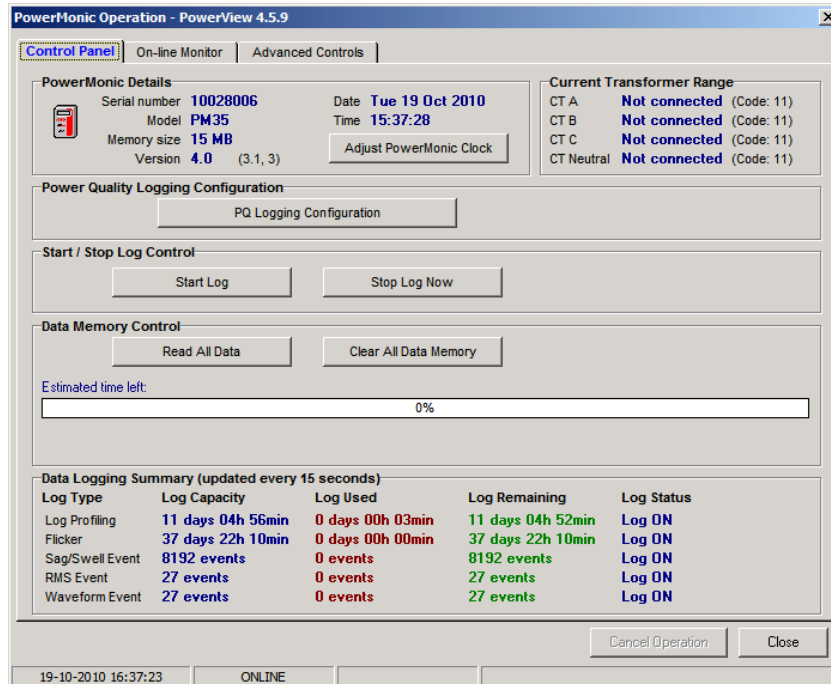 PowerMonic Operation - PowerView 4.5.9
Control Panel On-line Monitor Advanced Controls
PowerMonic Details
Serial number 10028006 Date Tue 19 Oct 2010
Model PM35 Time 15:37:28
Memory size 15 MB
Version 4.0 (3.1, 3)
Adjust PowerMonic Clock
Current Transformer Range
CT A Not connected (Code: 11)
CT B Not connected (Code: 11)
CT C Not connected (Code: 11)
CT Neutral Not connected (Code: 11)
Power Quality Logging Configuration
PQ Logging Configuration
Start / Stop Log Control
Start Log Stop Log Now
Data Memory Control
Read All Data Clear All Data Memory
Estimated time left:
0%
Data Logging Summary (updated every 15 seconds)
Log Type Log Capacity Log Used Log Remaining Log Status
Log Profiling 11 days 04h 56min 0 days 00h 03min 11 days 04h 52min Log ON
Flicker 37 days 22h 10min 0 days 00h 00min 37 days 22h 10min Log ON
Sag/Swell Event 8192 events 0 events 8192 events Log ON
RMS Event 27 events 0 events 27 events Log ON
Waveform Event 27 events 0 events 27 events Log ON
Cancel Operation Close
19-10-2010 16:37:23 ONLINE